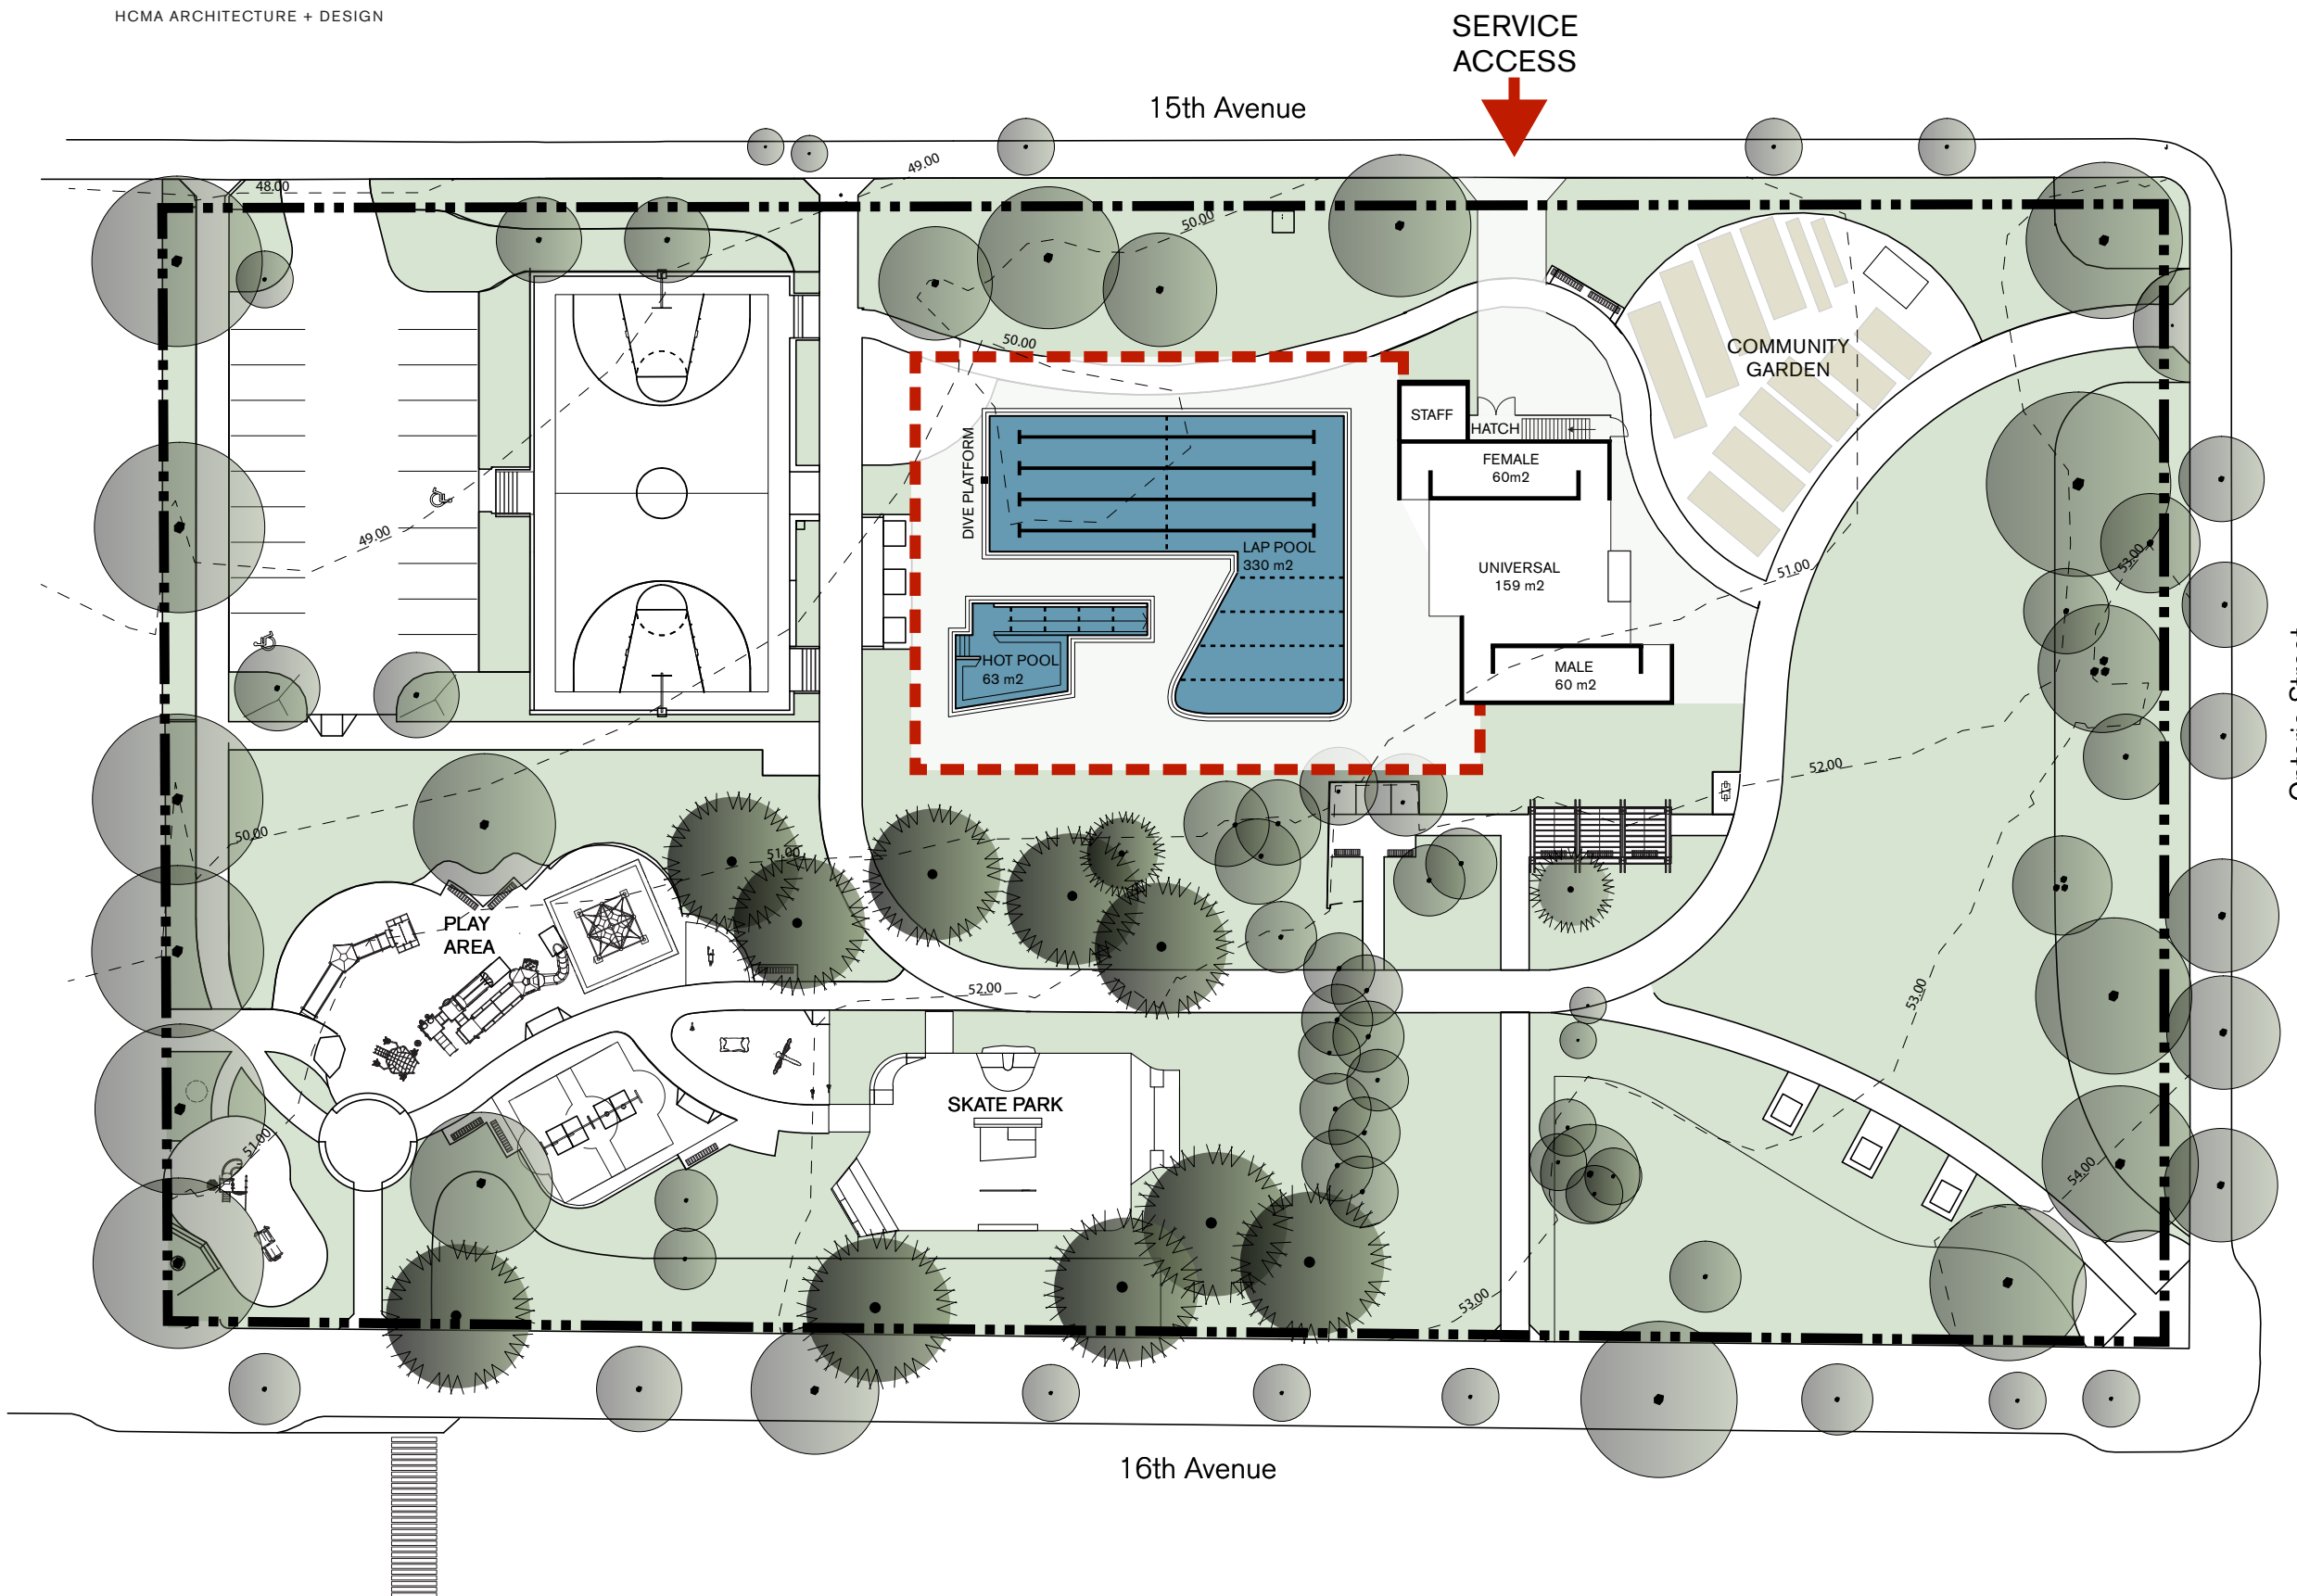 HCMA ARCHITECTURE + DESIGN
SERVICE
ACCESS
15th Avenue
48.00
49.00
50.00
50.00
COMMUNITY
GARDEN
STAFF
HATCH
FEMALE
60m2
DIVE PLATFORM
49.00
LAP POOL
330 m2
UNIVERSAL
159 m2
51.00
53.00
HOT POOL
63 m2
MALE
60 m2
52.00
50.00
51.00
PLAY
AREA
52.00
53.00
SKATE PARK
51.00
54.00
53.00
16th Avenue